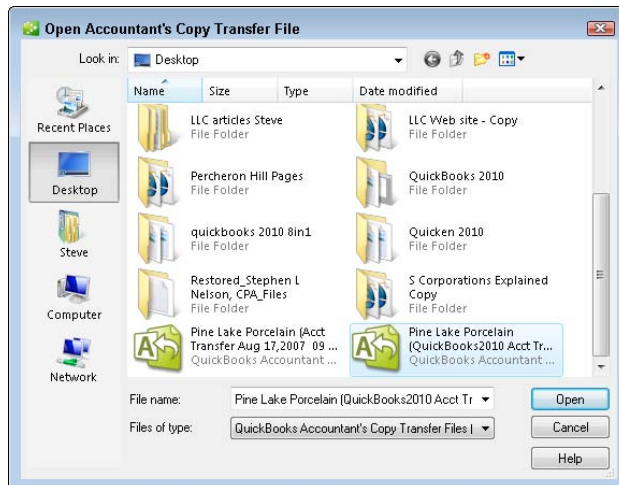 Open Accountant's Copy Transfer File
Look in:
Desktop
Name
Size
Type
Date modified
Recent Places
Desktop
Steve
Computer
Network
LLC articles Steve
File Folder
LLC Web site - Copy
File Folder
Percheron Hill Pages
File Folder
QuickBooks 2010
File Folder
quickbooks 2010 8in1
File Folder
Quicken 2010
File Folder
Restored_Stephen L
Nelson, CPA_Files
File Folder
S Corporations Explained
Copy
File Folder
Pine Lake Porcelain (Acct
Transfer Aug 17,2007 09 ...
QuickBooks Accountant ...
Pine Lake Porcelain
(QuickBooks2010 Acct Tr...
QuickBooks Accountant ...
File name:
Pine Lake Porcelain (QuickBooks2010 Acct Tr
Open
Files of type:
QuickBooks Accountant's Copy Transfer Files (
Cancel
Help